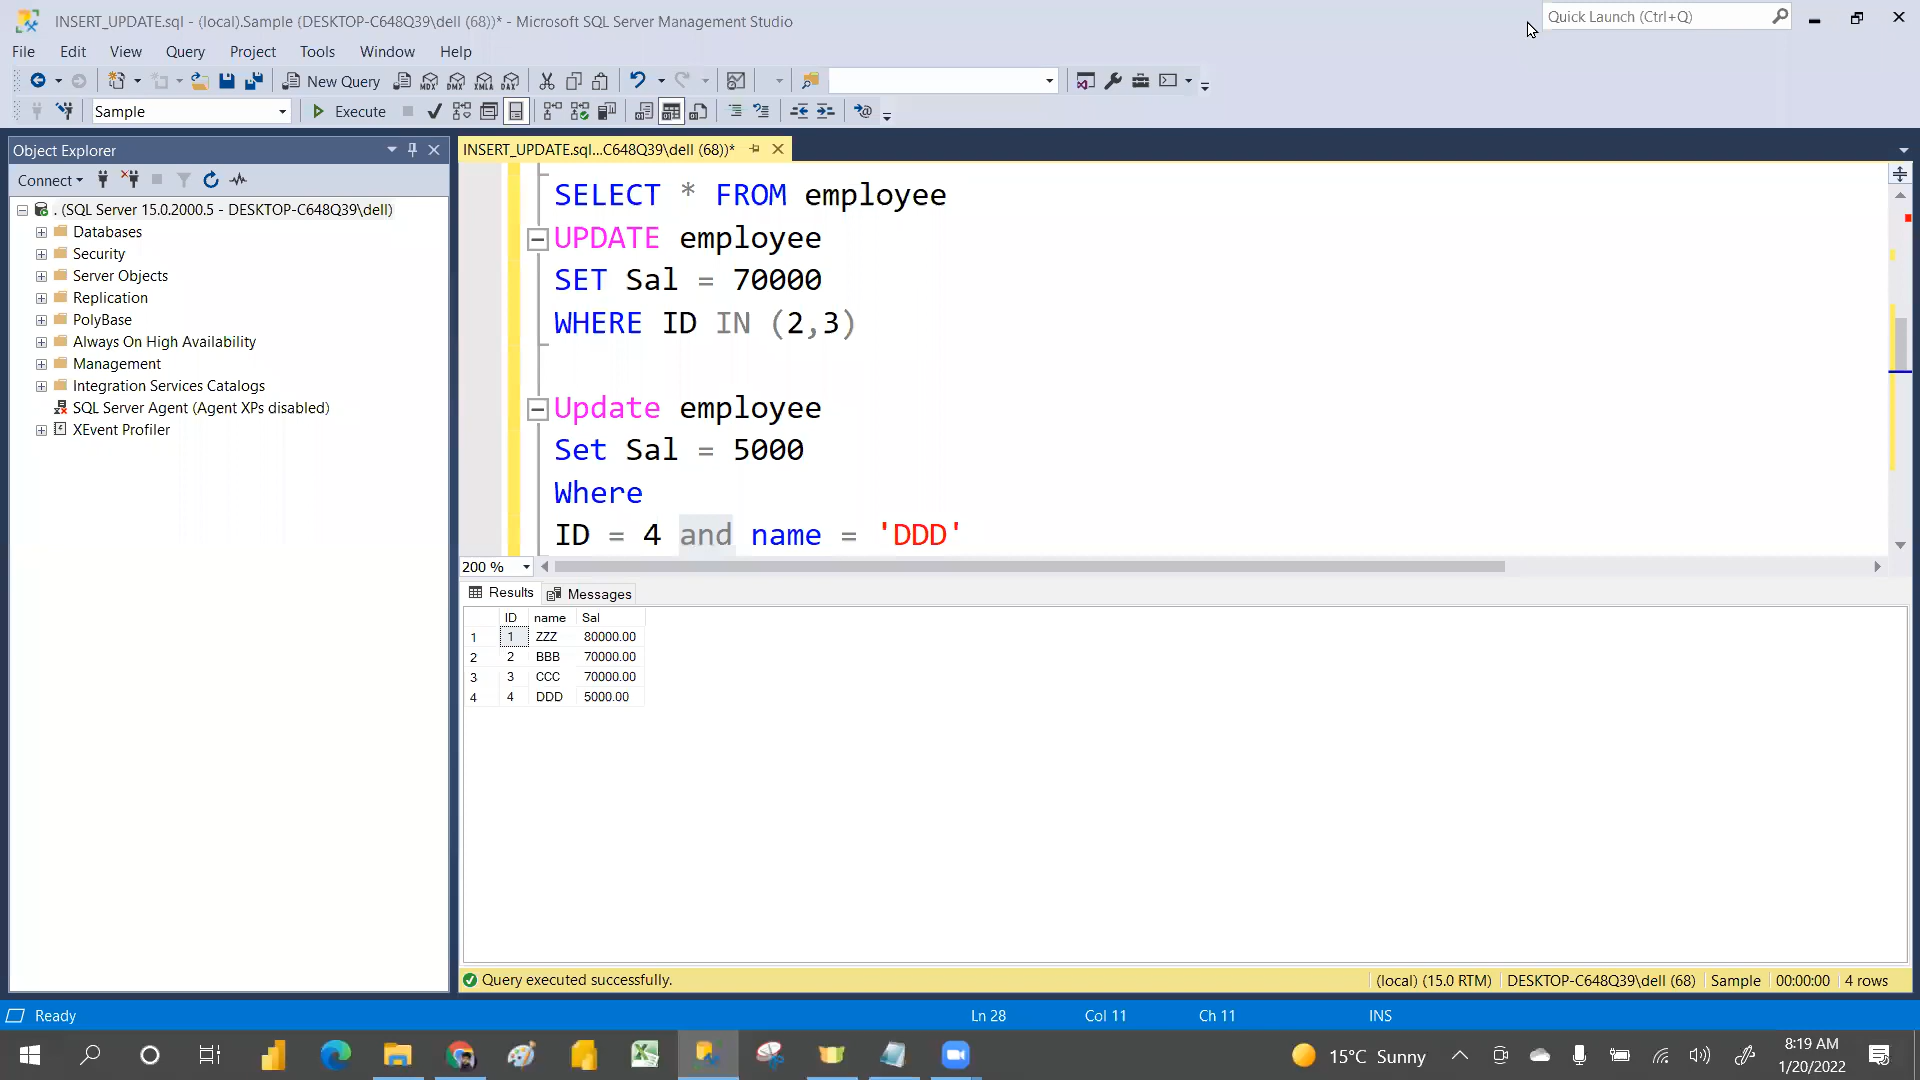 INSERT_UPDATE.sql - (local).Sample (DESKTOP-C648Q39\dell (68))* - Microsoft SQL Server Management Studio
Quick Launch (Ctrl+Q)
File Edit View Query Project Tools Window Help
New Query
MDX DMX XMLA DAX
Sample
Execute
Object Explorer
Connect
. (SQL Server 15.0.2000.5 - DESKTOP-C648Q39\dell)
Databases
Security
Server Objects
Replication
PolyBase
Always On High Availability
Management
Integration Services Catalogs
SQL Server Agent (Agent XPs disabled)
XEvent Profiler
INSERT_UPDATE.sql...C648Q39\dell (68))*
SELECT * FROM employee
UPDATE employee
SET Sal = 70000
WHERE ID IN (2,3)
Update employee
Set Sal = 5000
Where
ID = 4 and name = 'DDD'
200 %
Results Messages
ID name Sal
1 1 ZZZ 80000.00
2 2 BBB 70000.00
3 3 CCC 70000.00
4 4 DDD 5000.00
Query executed successfully.
(local) (15.0 RTM) DESKTOP-C648Q39\dell (68) Sample 00:00:00 4 rows
Ready
Ln 28 Col 11 Ch 11 INS
15°C Sunny
8:19 AM
1/20/2022